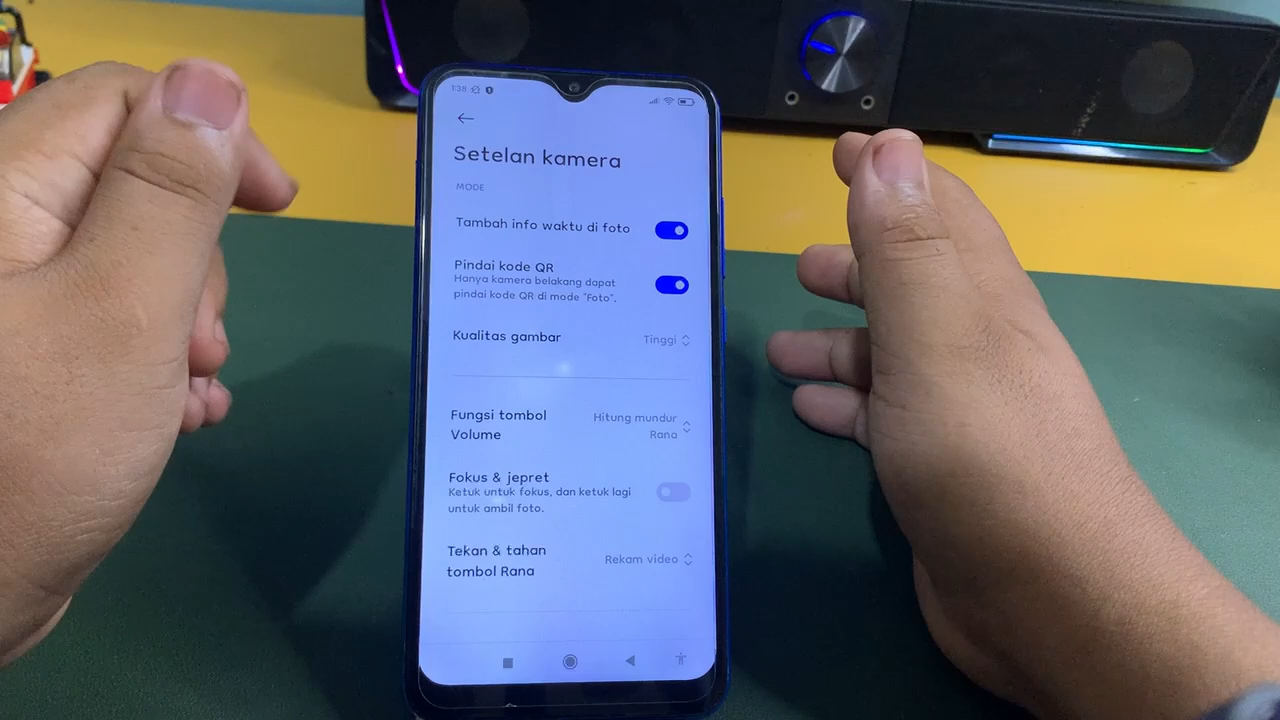 1:38
Setelan kamera
MODE
Tambah info waktu di foto
Pindai kode QR
Hanya kamera belakang dapat
pindai kode QR di mode "Foto".
Kualitas gambar
Tinggi
Fungsi tombol
Volume
Hitung mundur
Rana
Fokus & jepret
Ketuk untuk fokus, dan ketuk lagi
untuk ambil foto.
Tekan & tahan
tombol Rana
Rekam video